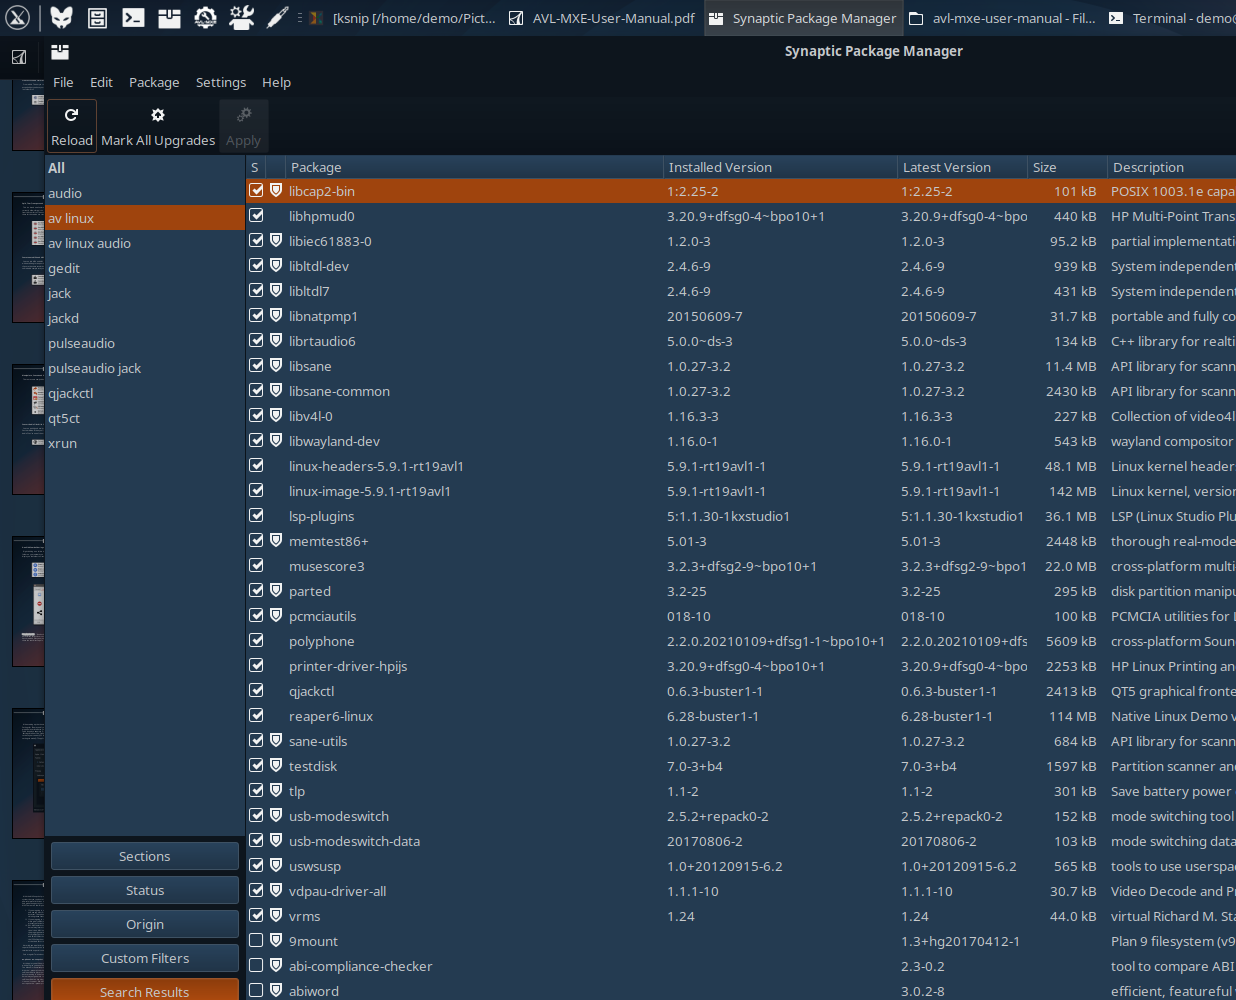 [ksnip [/home/demo/Pict... AVL-MXE-User-Manual.pdf Synaptic Package Manager avl-mxe-user-manual - Fil... Terminal - demo@
Synaptic Package Manager
File Edit Package Settings Help
Reload Mark All Upgrades Apply
All
audio
av linux
av linux audio
gedit
jack
jackd
pulseaudio
pulseaudio jack
qjackctl
qt5ct
xrun
Sections
Status
Origin
Custom Filters
Search Results
S Package Installed Version Latest Version Size Description
libcap2-bin 1:2.25-2 1:2.25-2 101 kB POSIX 1003.1e capa
libhpmud0 3.20.9+dfsg0-4~bpo10+1 3.20.9+dfsg0-4~bpo 440 kB HP Multi-Point Trans
libiec61883-0 1.2.0-3 1.2.0-3 95.2 kB partial implementati
libltdl-dev 2.4.6-9 2.4.6-9 939 kB System independent
libltdl7 2.4.6-9 2.4.6-9 431 kB System independent
libnatpmp1 20150609-7 20150609-7 31.7 kB portable and fully co
librtaudio6 5.0.0~ds-3 5.0.0~ds-3 134 kB C++ library for realti
libsane 1.0.27-3.2 1.0.27-3.2 11.4 MB API library for scann
libsane-common 1.0.27-3.2 1.0.27-3.2 2430 kB API library for scann
libv4l-0 1.16.3-3 1.16.3-3 227 kB Collection of video4l
libwayland-dev 1.16.0-1 1.16.0-1 543 kB wayland compositor
linux-headers-5.9.1-rt19avl1 5.9.1-rt19avl1-1 5.9.1-rt19avl1-1 48.1 MB Linux kernel header
linux-image-5.9.1-rt19avl1 5.9.1-rt19avl1-1 5.9.1-rt19avl1-1 142 MB Linux kernel, version
lsp-plugins 5:1.1.30-1kxstudio1 5:1.1.30-1kxstudio1 36.1 MB LSP (Linux Studio Plu
memtest86+ 5.01-3 5.01-3 2448 kB thorough real-mode
musescore3 3.2.3+dfsg2-9~bpo10+1 3.2.3+dfsg2-9~bpo1 22.0 MB cross-platform multi
parted 3.2-25 3.2-25 295 kB disk partition manipu
pcmciautils 018-10 018-10 100 kB PCMCIA utilities for L
polyphone 2.2.0.20210109+dfsg1-1~bpo10+1 2.2.0.20210109+dfs 5609 kB cross-platform Soun
printer-driver-hpijs 3.20.9+dfsg0-4~bpo10+1 3.20.9+dfsg0-4~bpo 2253 kB HP Linux Printing an
qjackctl 0.6.3-buster1-1 0.6.3-buster1-1 2413 kB QT5 graphical fronte
reaper6-linux 6.28-buster1-1 6.28-buster1-1 114 MB Native Linux Demo v
sane-utils 1.0.27-3.2 1.0.27-3.2 684 kB API library for scann
testdisk 7.0-3+b4 7.0-3+b4 1597 kB Partition scanner an
tlp 1.1-2 1.1-2 301 kB Save battery power
usb-modeswitch 2.5.2+repack0-2 2.5.2+repack0-2 152 kB mode switching tool
usb-modeswitch-data 20170806-2 20170806-2 103 kB mode switching data
uswsusp 1.0+20120915-6.2 1.0+20120915-6.2 565 kB tools to use userspa
vdpau-driver-all 1.1.1-10 1.1.1-10 30.7 kB Video Decode and P
vrms 1.24 1.24 44.0 kB virtual Richard M. Sta
9mount 1.3+hg20170412-1 Plan 9 filesystem (v9
abi-compliance-checker 2.3-0.2 tool to compare ABI
abiword 3.0.2-8 efficient, featureful